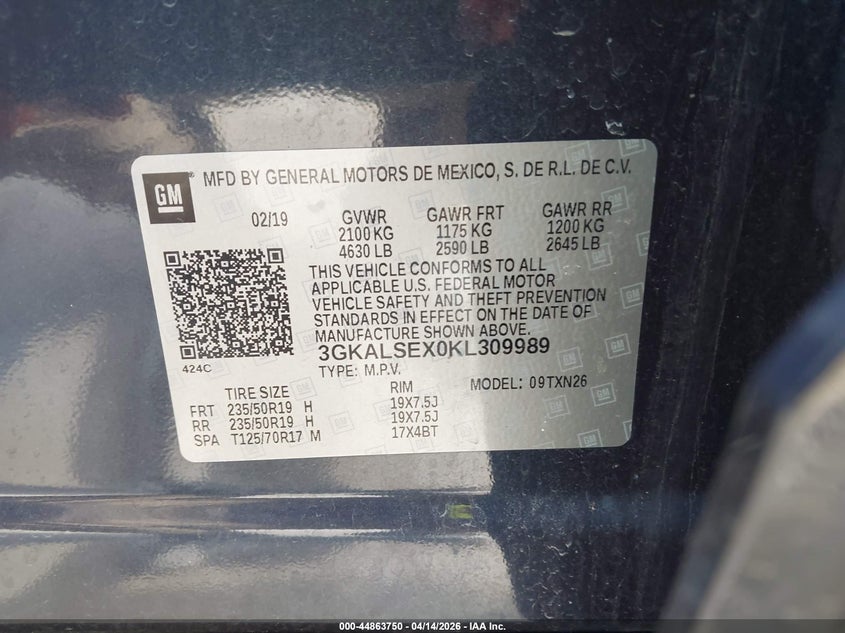 GM MFD BY GENERAL MOTORS DE MEXICO, S. DE R.L. DE C.V.
02/19 GVWR GAWR FRT GAWR RR
2100 KG 1175 KG 1200 KG
4630 LB 2590 LB 2645 LB
THIS VEHICLE CONFORMS TO ALL
APPLICABLE U.S. FEDERAL MOTOR
VEHICLE SAFETY AND THEFT PREVENTION
STANDARDS IN EFFECT ON THE DATE OF
MANUFACTURE SHOWN ABOVE.
3GKALSEX0KL309989
424C TYPE: M.P.V. MODEL: 09TXN26
TIRE SIZE RIM
FRT 235/50R19 H 19X7.5J
RR 235/50R19 H 19X7.5J
SPA T125/70R17 M 17X4BT
000-44863750 - 04/14/2026 - IAA Inc.